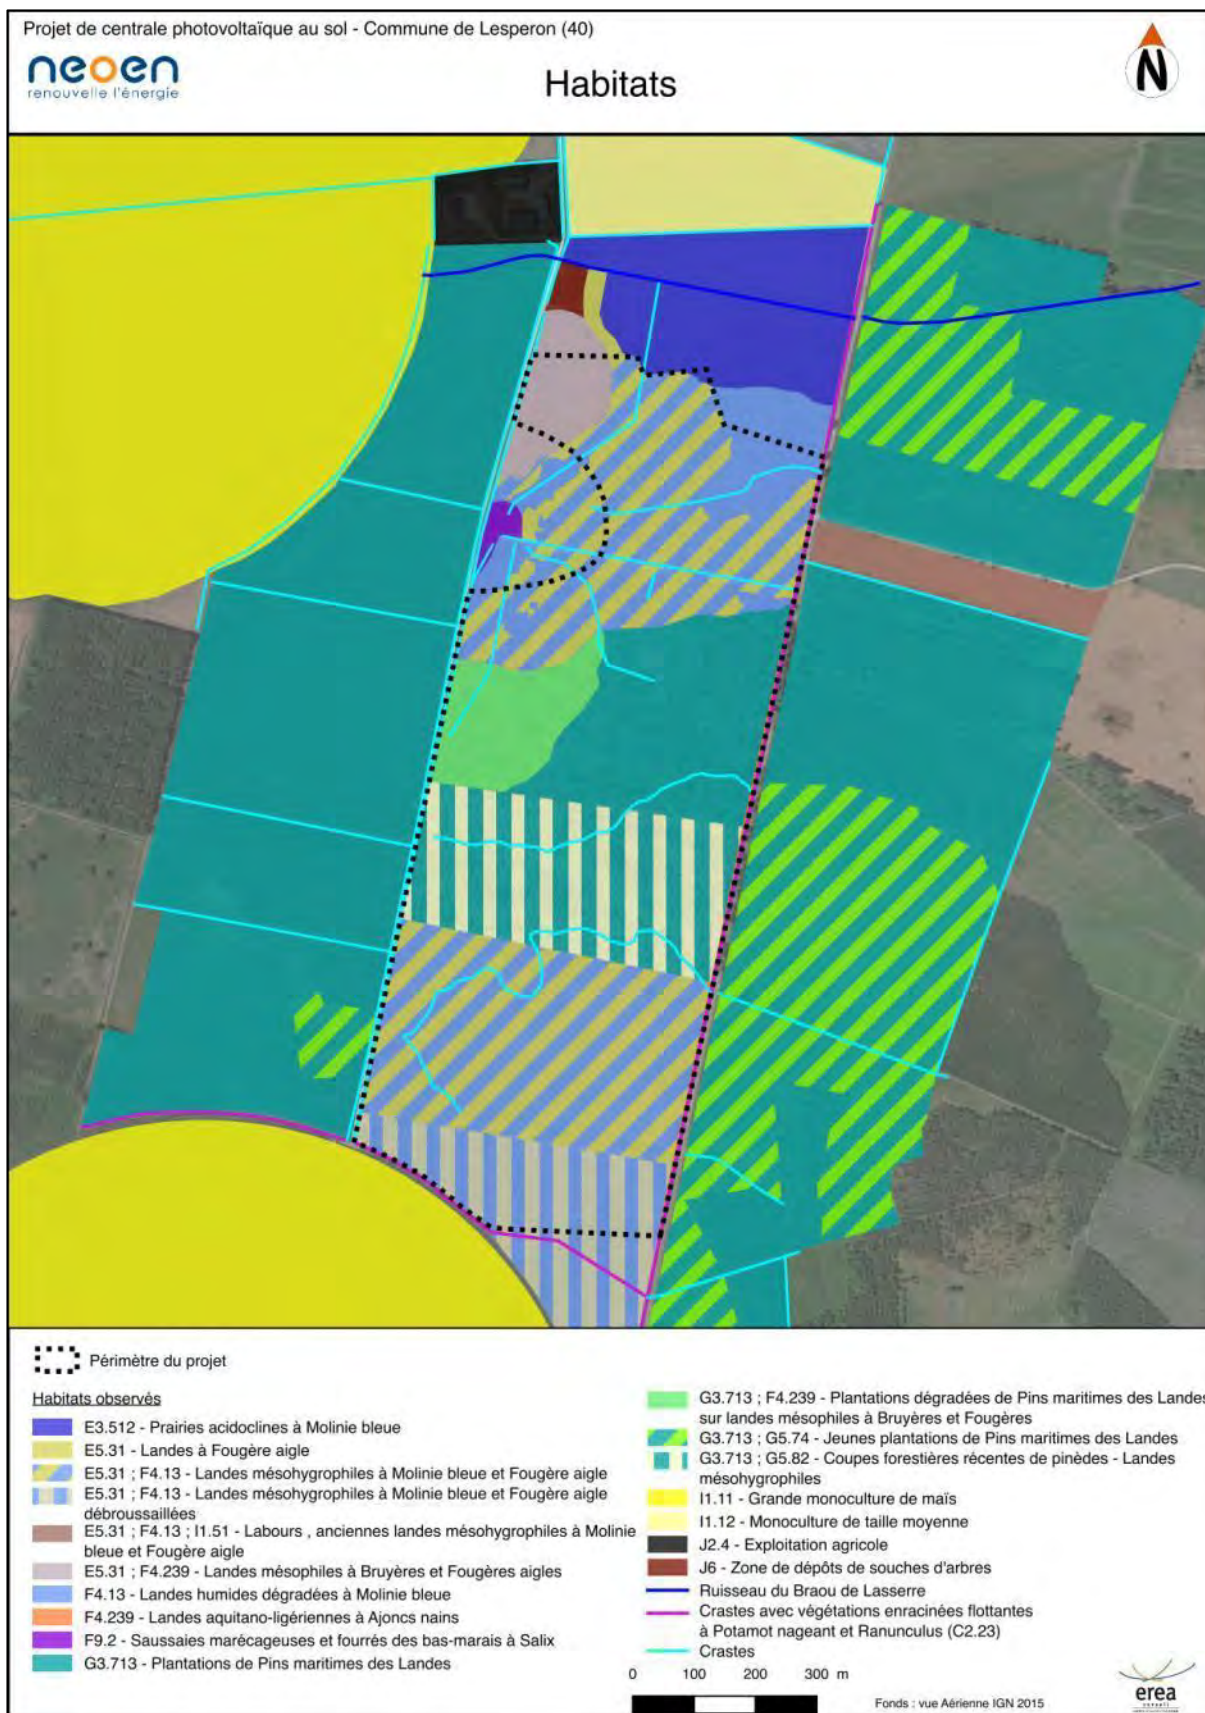 Projet de centrale photovoltaïque au sol - Commune de Lesperon (40)
neoen
renouvelle l'énergie
Habitats
N
Périmètre du projet
Habitats observés
E3.512 - Prairies acidoclines à Molinie bleue
E5.31 - Landes à Fougère aigle
E5.31 ; F4.13 - Landes mésohygrophiles à Molinie bleue et Fougère aigle
E5.31 ; F4.13 - Landes mésohygrophiles à Molinie bleue et Fougère aigle
débroussaillées
E5.31 ; F4.13 ; I1.51 - Labours , anciennes landes mésohygrophiles à Molinie
bleue et Fougère aigle
E5.31 ; F4.239 - Landes mésophiles à Bruyères et Fougères aigles
F4.13 - Landes humides dégradées à Molinie bleue
F4.239 - Landes aquitano-ligériennes à Ajoncs nains
F9.2 - Saussaies marécageuses et fourrés des bas-marais à Salix
G3.713 - Plantations de Pins maritimes des Landes
G3.713 ; F4.239 - Plantations dégradées de Pins maritimes des Landes
sur landes mésophiles à Bruyères et Fougères
G3.713 ; G5.74 - Jeunes plantations de Pins maritimes des Landes
G3.713 ; G5.82 - Coupes forestières récentes de pinèdes - Landes
mésohygrophiles
I1.11 - Grande monoculture de maïs
I1.12 - Monoculture de taille moyenne
J2.4 - Exploitation agricole
J6 - Zone de dépôts de souches d'arbres
Ruisseau du Braou de Lasserre
Crastes avec végétations enracinées flottantes
à Potamot nageant et Ranunculus (C2.23)
Crastes
0 100 200 300 m
Fonds : vue Aérienne IGN 2015
erea
conseil